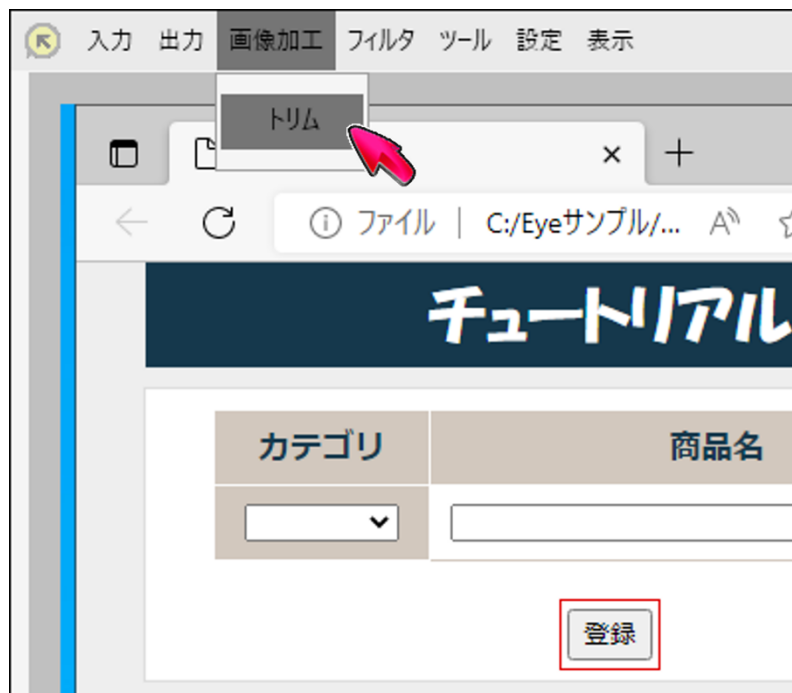 入力 出力 画像加工 フィルタ ツール 設定 表示
トリム
ファイル | C:/Eyeサンプル/... A
チュートリアル
カテゴリ 商品名
登録